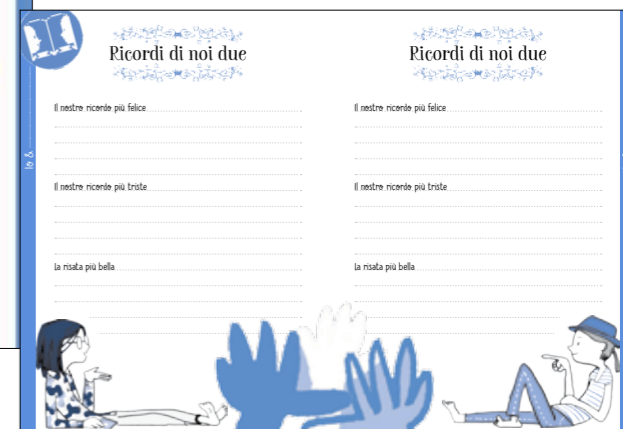 Ricordi di noi due
Il nostro ricordo più felice
Il nostro ricordo più triste
La risata più bella
Ricordi di noi due
Il nostro ricordo più felice
Il nostro ricordo più triste
La risata più bella
Io &